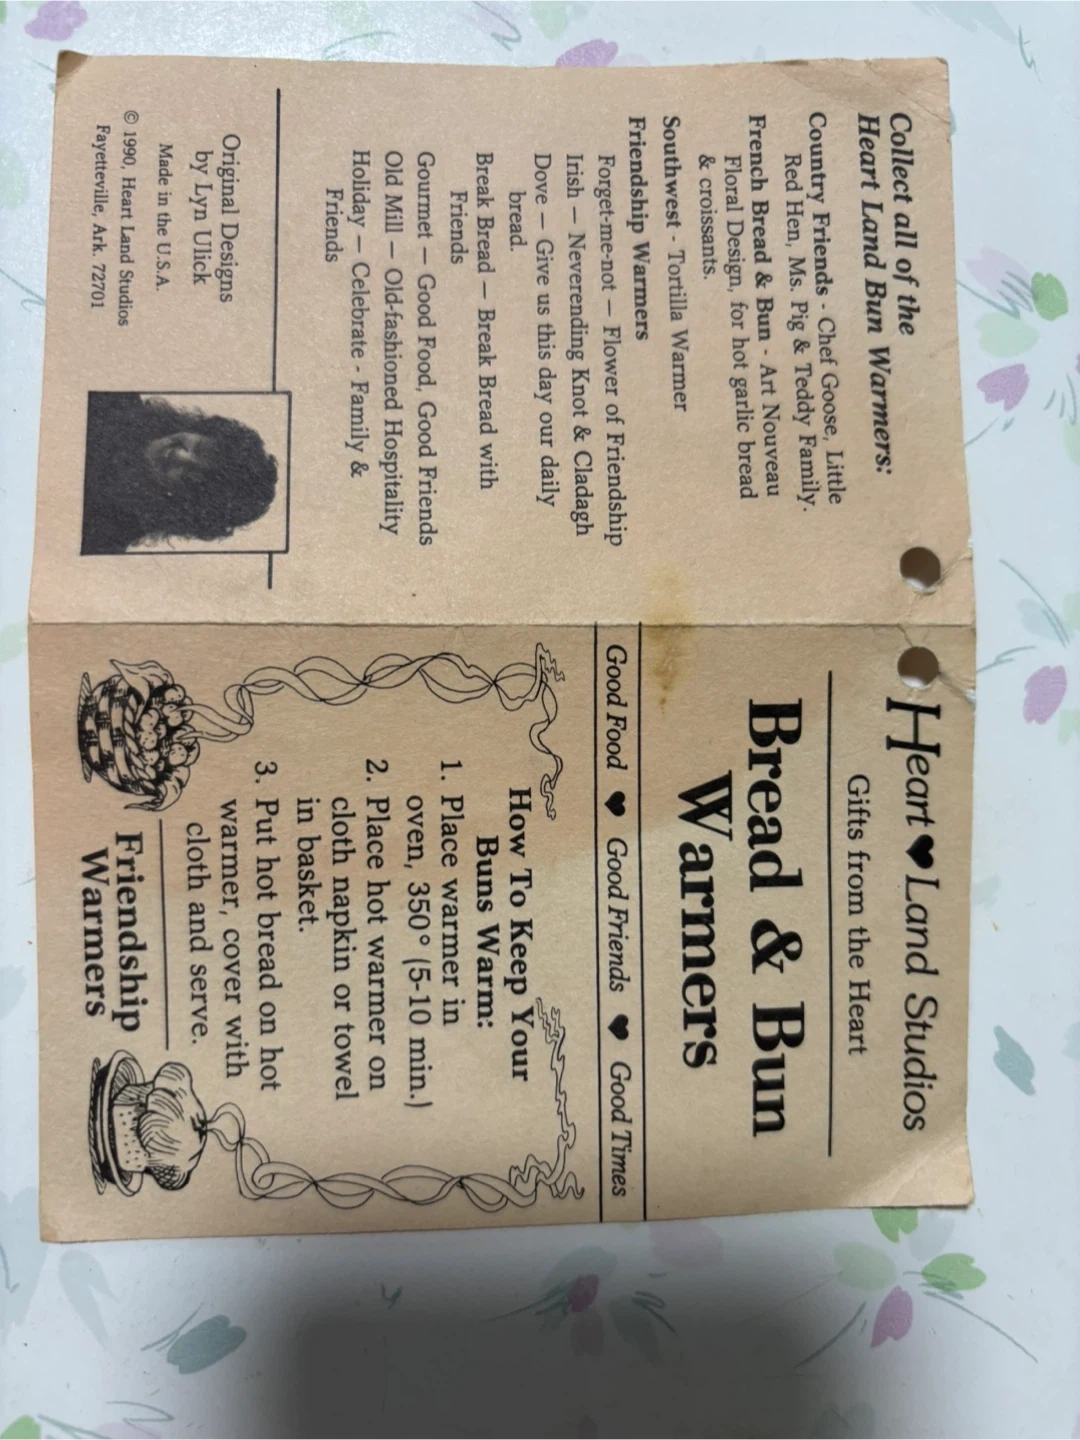 Collect all of the
Heart Land Bun Warmers:
Country Friends - Chef Goose, Little
Red Hen, Ms. Pig & Teddy Family.
French Bread & Bun - Art Nouveau
Floral Design, for hot garlic bread
& croissants.
Southwest - Tortilla Warmer
Friendship Warmers
Forget-me-not — Flower of Friendship
Irish — Neverending Knot & Cladagh
Dove — Give us this day our daily
bread.
Break Bread — Break Bread with
Friends
Gourmet — Good Food, Good Friends
Old Mill — Old-fashioned Hospitality
Holiday — Celebrate - Family &
Friends
Original Designs
by Lyn Ulick
Made in the U.S.A.
© 1990, Heart Land Studios
Fayetteville, Ark. 72701
Heart ♥ Land Studios
Gifts from the Heart
Bread & Bun
Warmers
Good Food ♥ Good Friends ♥ Good Times
How To Keep Your
Buns Warm:
1. Place warmer in
oven, 350° (5-10 min.)
2. Place hot warmer on
cloth napkin or towel
in basket.
3. Put hot bread on hot
warmer, cover with
cloth and serve.
Friendship
Warmers